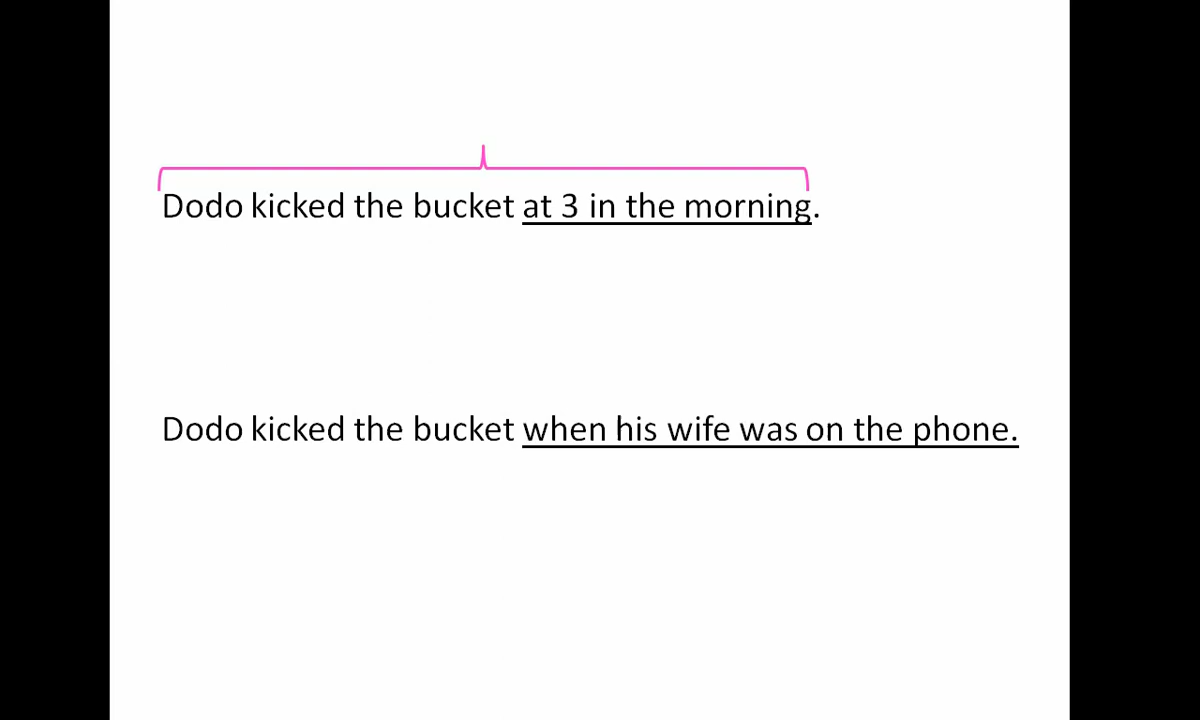 Dodo kicked the bucket at 3 in the morning.
Dodo kicked the bucket when his wife was on the phone.